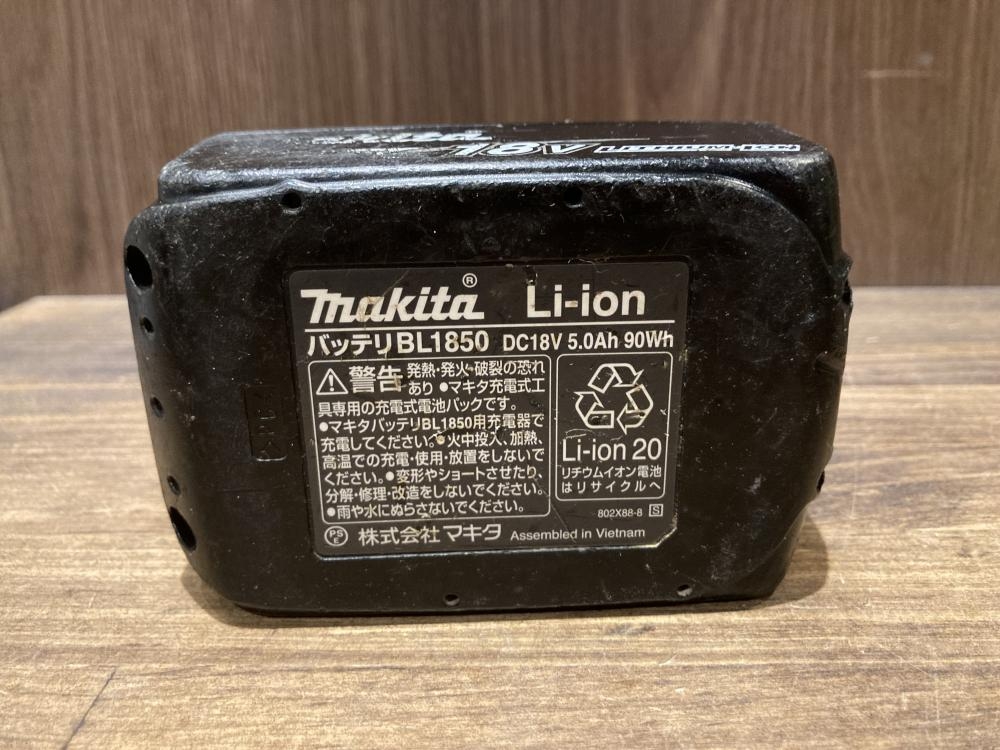 makita® Li-ion
バッテリBL1850 DC18V 5.0Ah 90Wh
警告 発熱・発火・破裂の恐れ
あり ●マキタ充電式工
具専用の充電式電池パックです。
●マキタバッテリBL1850用充電器で
充電してください。●火中投入、加熱、
高温での充電・使用・放置をしないで
ください。●変形やショートさせたり、
分解・修理・改造をしないでください。
●雨や水にぬらさないでください。
Li-ion 20
リチウムイオン電池
はリサイクルへ
802X88-8 S
PSE 株式会社 マキタ Assembled in Vietnam